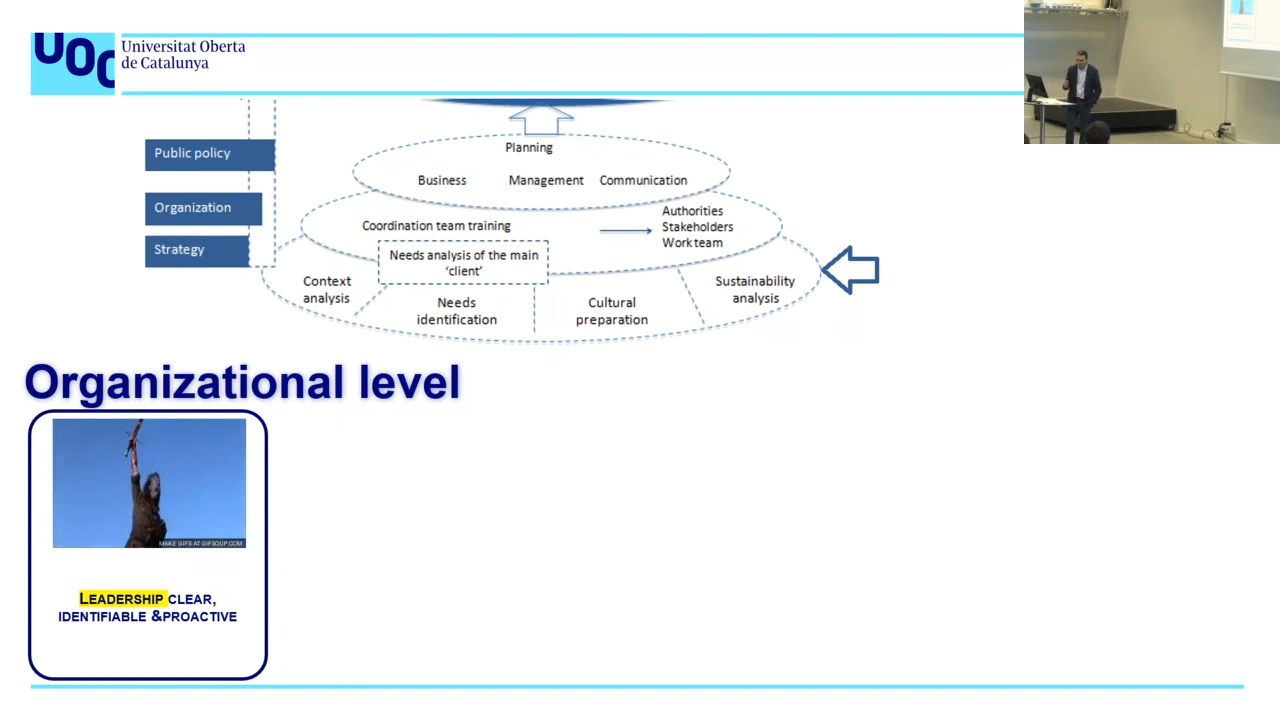 UOC
Universitat Oberta
de Catalunya
Public policy
Organization
Strategy
Planning
Business Management Communication
Coordination team training
Authorities
Stakeholders
Work team
Needs analysis of the main
‘client’
Context
analysis
Needs
identification
Cultural
preparation
Sustainability
analysis
Organizational level
MAKE GIFS AT GIFSOUP.COM
LEADERSHIP CLEAR,
IDENTIFIABLE &PROACTIVE